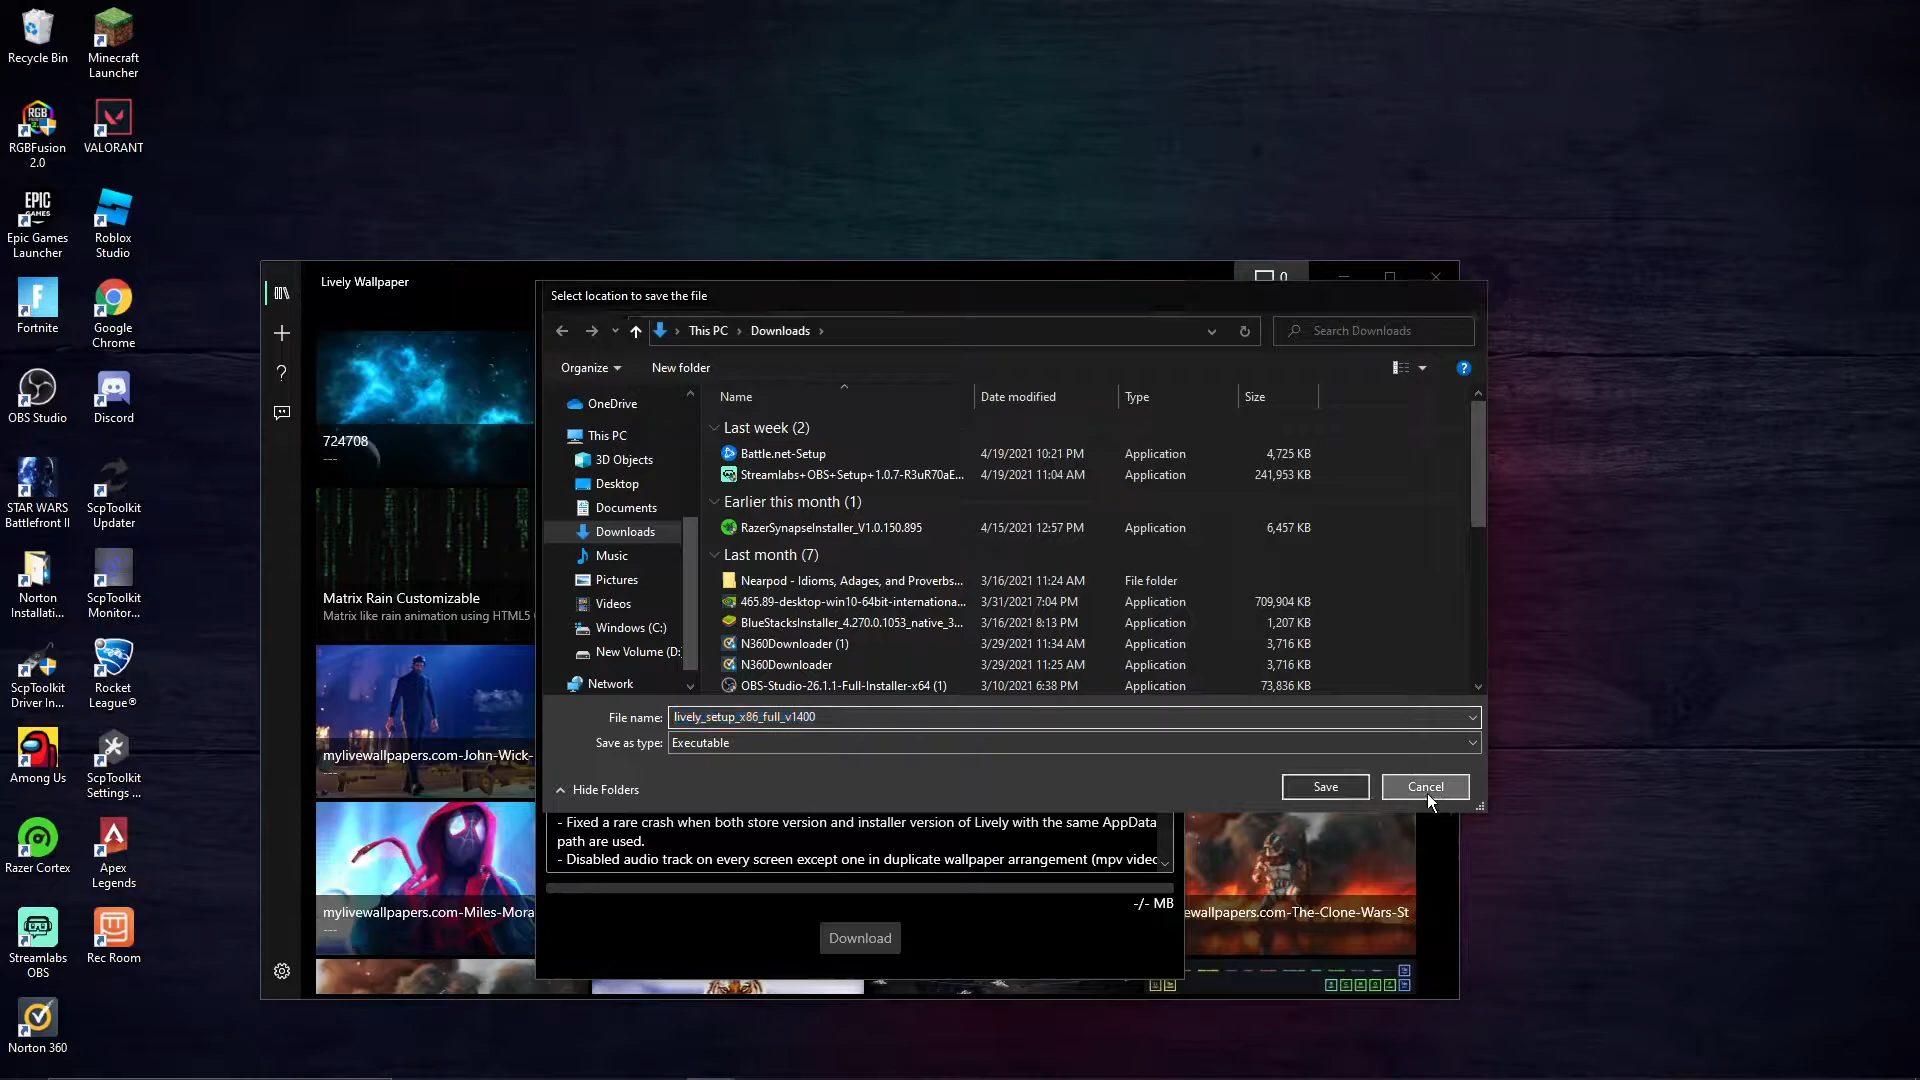 Recycle Bin
Minecraft
Launcher
RGB
RGBFusion
2.0
VALORANT
EPIC
GAMES
Epic Games
Launcher
Roblox
Studio
Fortnite
Google
Chrome
OBS Studio
Discord
STAR WARS
Battlefront II
ScpToolkit
Updater
Norton
Installati...
ScpToolkit
Monitor...
ScpToolkit
Driver In...
Rocket
League®
Among Us
ScpToolkit
Settings ...
Razer Cortex
Apex
Legends
Streamlabs
OBS
Rec Room
Norton 360
Lively Wallpaper
0
724708
---
Matrix Rain Customizable
Matrix like rain animation using HTML5
mylivewallpapers.com-John-Wick-
---
mylivewallpapers.com-Miles-Mora
---
ewallpapers.com-The-Clone-Wars-St
Select location to save the file
This PC
Downloads
Search Downloads
Organize
New folder
OneDrive
This PC
3D Objects
Desktop
Documents
Downloads
Music
Pictures
Videos
Windows (C:)
New Volume (D:
Network
Name Date modified Type Size
Last week (2)
Battle.net-Setup 4/19/2021 10:21 PM Application 4,725 KB
Streamlabs+OBS+Setup+1.0.7-R3uR70aE... 4/19/2021 11:04 AM Application 241,953 KB
Earlier this month (1)
RazerSynapseInstaller_V1.0.150.895 4/15/2021 12:57 PM Application 6,457 KB
Last month (7)
Nearpod - Idioms, Adages, and Proverbs... 3/16/2021 11:24 AM File folder
465.89-desktop-win10-64bit-internationa... 3/31/2021 7:04 PM Application 709,904 KB
BlueStacksInstaller_4.270.0.1053_native_3... 3/16/2021 8:13 PM Application 1,207 KB
N360Downloader (1) 3/29/2021 11:34 AM Application 3,716 KB
N360Downloader 3/29/2021 11:25 AM Application 3,716 KB
OBS-Studio-26.1.1-Full-Installer-x64 (1) 3/10/2021 6:38 PM Application 73,836 KB
File name: lively_setup_x86_full_v1400
Save as type: Executable
Hide Folders
Save
Cancel
- Fixed a rare crash when both store version and installer version of Lively with the same AppData
path are used.
- Disabled audio track on every screen except one in duplicate wallpaper arrangement (mpv videc
-/- MB
Download